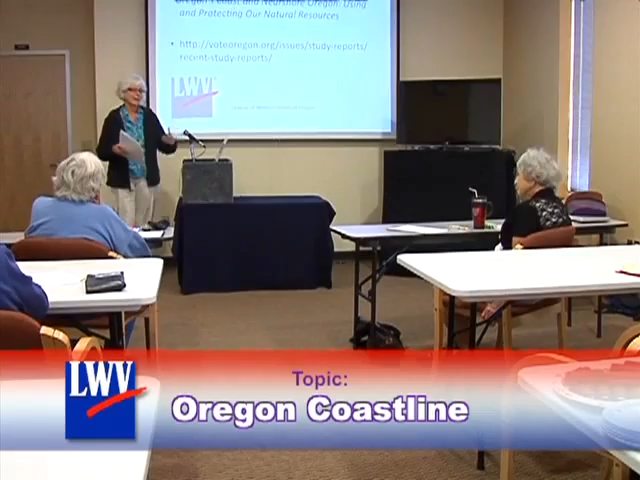 Oregon's Coast and Nearshore Oregon: Using
and Protecting Our Natural Resources
• http://voteoregon.org/issues/study-reports/
recent-study-reports/
LWV
LWV
Topic:
Oregon Coastline